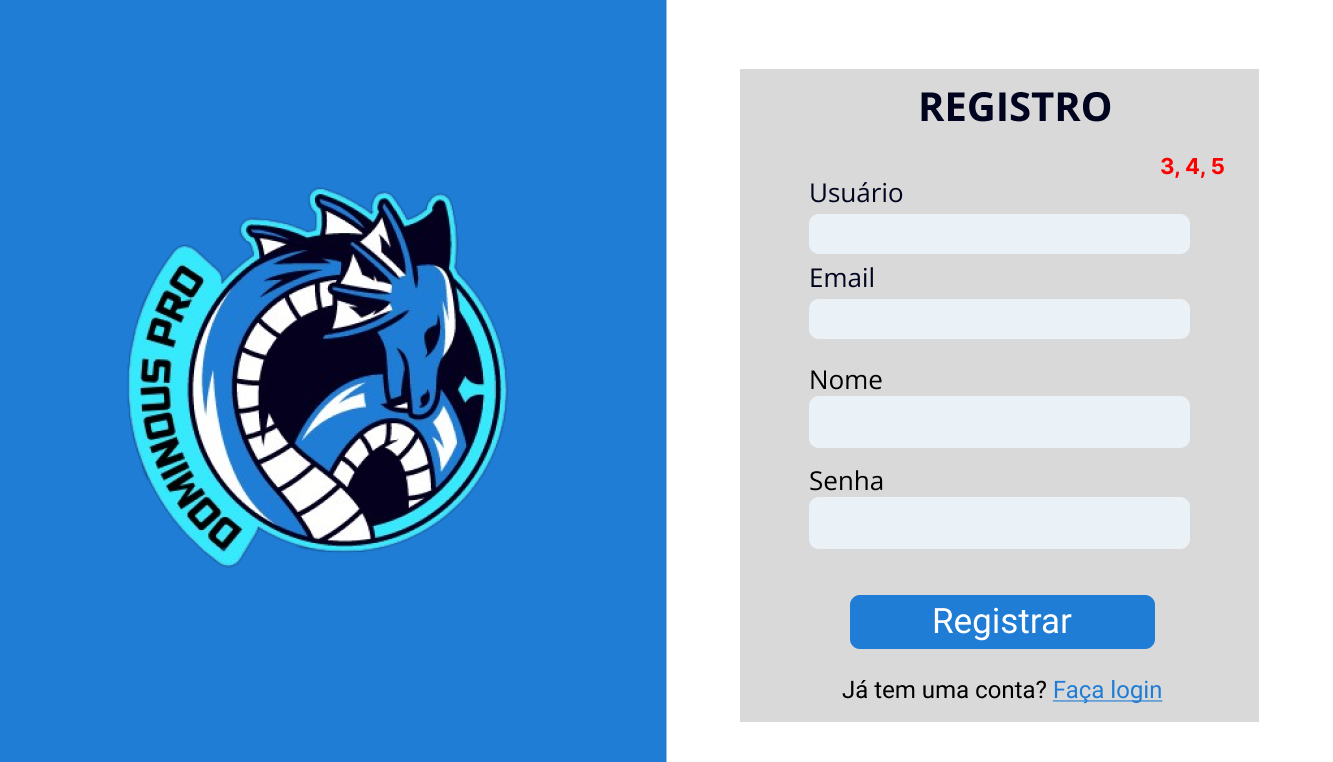 DOMINOUS PRO
REGISTRO
3, 4, 5
Usuário
Email
Nome
Senha
Registrar
Já tem uma conta? Faça login